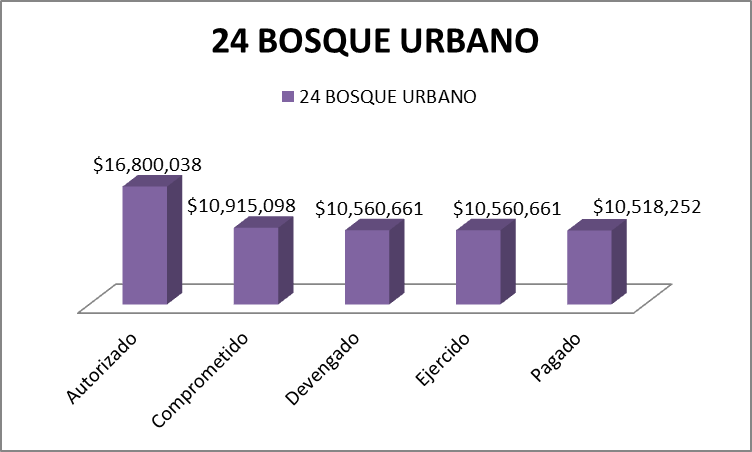 24 BOSQUE URBANO
24 BOSQUE URBANO
$16,800,038
$10,915,098
$10,560,661
$10,560,661
$10,518,252
Autorizado
Comprometido
Devengado
Ejercido
Pagado